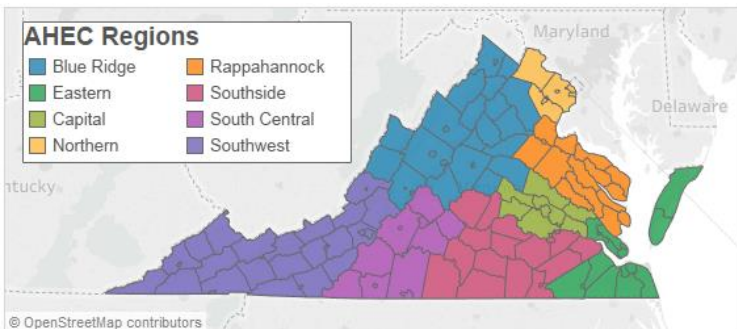 AHEC Regions
Blue Ridge
Rappahannock
Eastern
Southside
Capital
South Central
Northern
Southwest
Maryland
Delaware
ntucky
© OpenStreetMap contributors